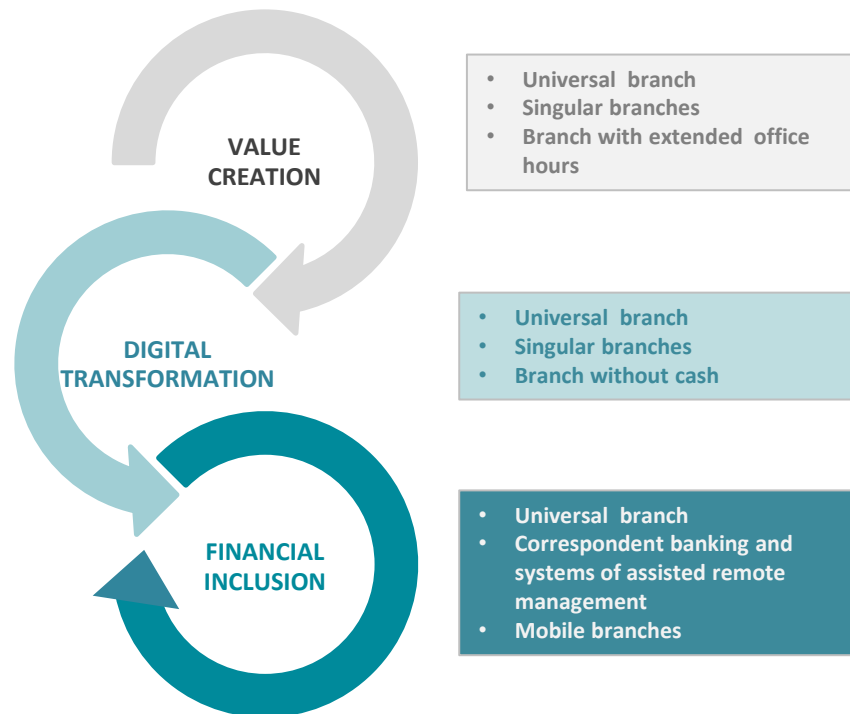 VALUE
CREATION
• Universal branch
• Singular branches
• Branch with extended office
hours
DIGITAL
TRANSFORMATION
• Universal branch
• Singular branches
• Branch without cash
FINANCIAL
INCLUSION
• Universal branch
• Correspondent banking and
systems of assisted remote
management
• Mobile branches